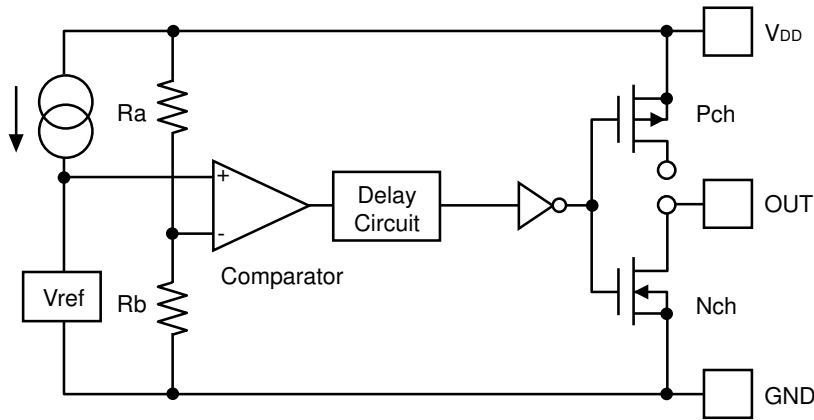 VDD
Ra
Pch
+
Delay
Circuit
OUT
-
Comparator
Vref
Rb
Nch
GND